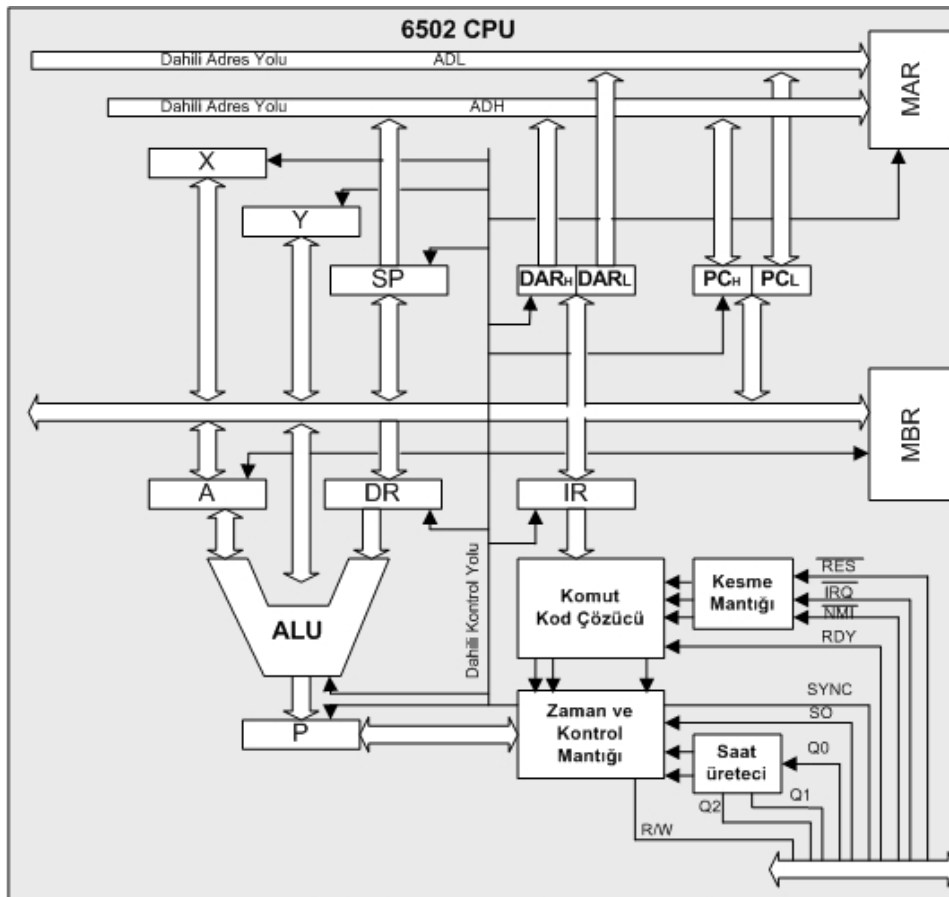 6502 CPU
Dahili Adres Yolu ADL
Dahili Adres Yolu ADH
MAR
X
Y
SP
DARH DARL
PCH PCL
MBR
A
DR
IR
Dahili Kontrol Yolu
ALU
P
Komut
Kod Çözücü
Kesme
Mantığı
RES
IRQ
NMI
RDY
SYNC
SO
Zaman ve
Kontrol
Mantığı
Saat
üreteci
Q0
Q1
Q2
R/W